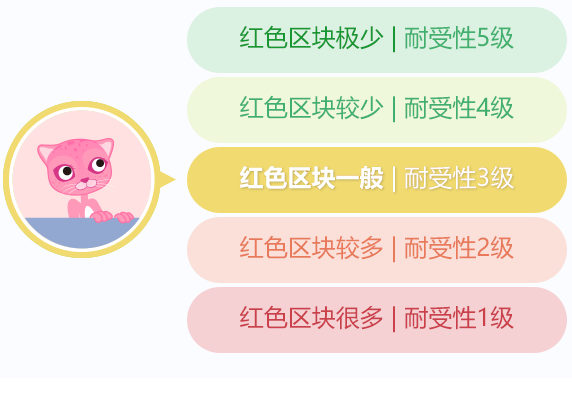 红色区块极少 | 耐受性5级
红色区块较少 | 耐受性4级
红色区块一般 | 耐受性3级
红色区块较多 | 耐受性2级
红色区块很多 | 耐受性1级